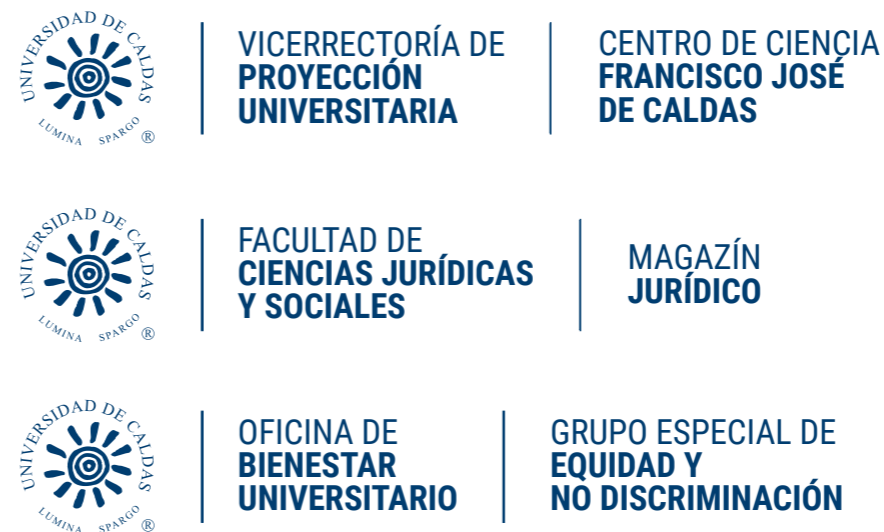 UNIVERSIDAD DE CALDAS
LUMINA SPARGO
®
VICERRECTORÍA DE
PROYECCIÓN
UNIVERSITARIA
CENTRO DE CIENCIA
FRANCISCO JOSÉ
DE CALDAS
UNIVERSIDAD DE CALDAS
LUMINA SPARGO
®
FACULTAD DE
CIENCIAS JURÍDICAS
Y SOCIALES
MAGAZÍN
JURÍDICO
UNIVERSIDAD DE CALDAS
LUMINA SPARGO
®
OFICINA DE
BIENESTAR
UNIVERSITARIO
GRUPO ESPECIAL DE
EQUIDAD Y
NO DISCRIMINACIÓN